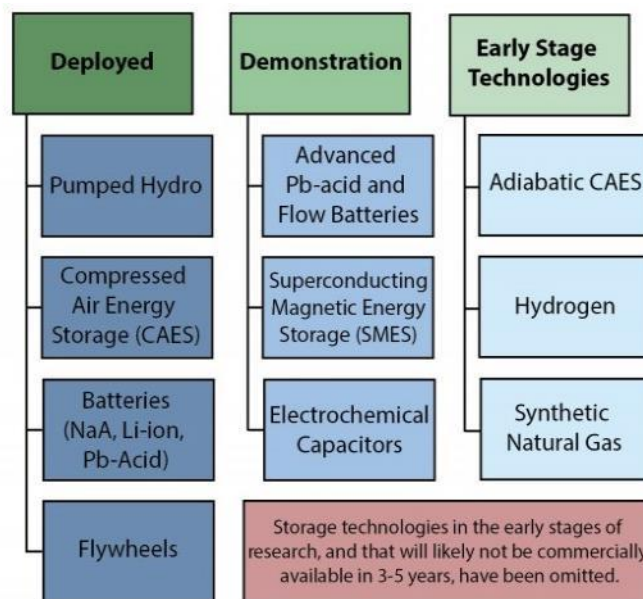 Deployed
Pumped Hydro
Compressed
Air Energy
Storage (CAES)
Batteries
(NaA, Li-ion,
Pb-Acid)
Flywheels
Demonstration
Advanced
Pb-acid and
Flow Batteries
Superconducting
Magnetic Energy
Storage (SMES)
Electrochemical
Capacitors
Early Stage
Technologies
Adiabatic CAES
Hydrogen
Synthetic
Natural Gas
Storage technologies in the early stages of
research, and that will likely not be commercially
available in 3-5 years, have been omitted.